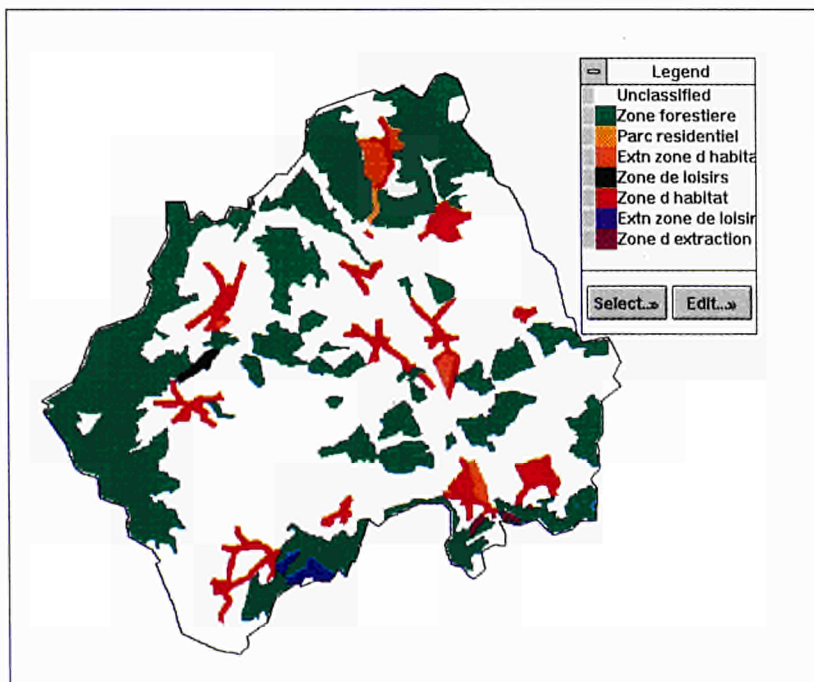 Legend
Unclassified
Zone forestiere
Parc residentiel
Extn zone d habita
Zone de loisirs
Zone d habitat
Extn zone de loisir
Zone d extraction
Select...»
Edit...»